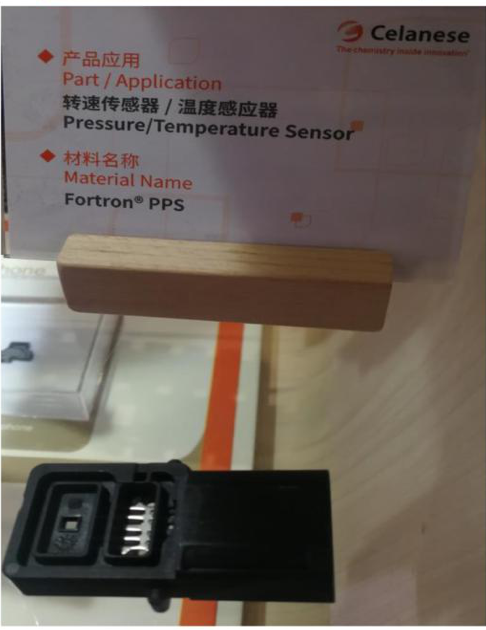 Celanese
The chemistry inside innovation
产品应用
Part / Application
转速传感器 / 温度感应器
Pressure/Temperature Sensor
材料名称
Material Name
Fortron® PPS
phone